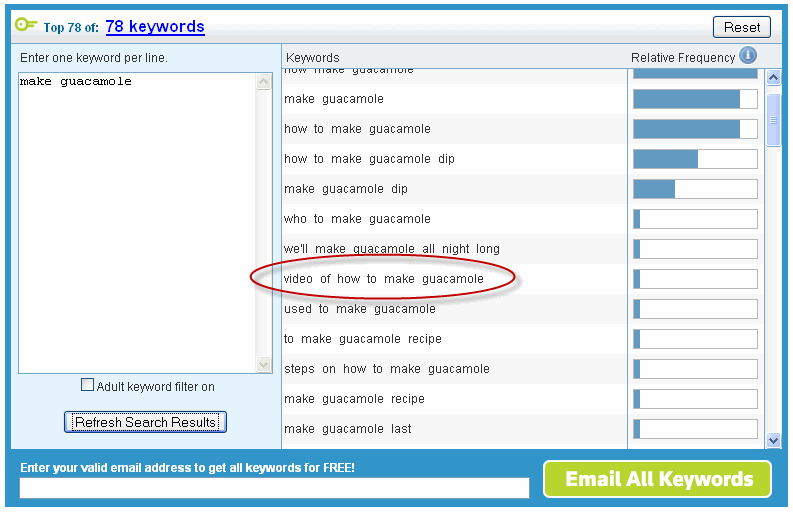 Top 78 of: 78 keywords
Reset
Enter one keyword per line.
make guacamole
Adult keyword filter on
Refresh Search Results
Keywords
Relative Frequency
how make guacamole
make guacamole
how to make guacamole
how to make guacamole dip
make guacamole dip
who to make guacamole
we'll make guacamole all night long
video of how to make guacamole
used to make guacamole
to make guacamole recipe
steps on how to make guacamole
make guacamole recipe
make guacamole last
Enter your valid email address to get all keywords for FREE!
Email All Keywords